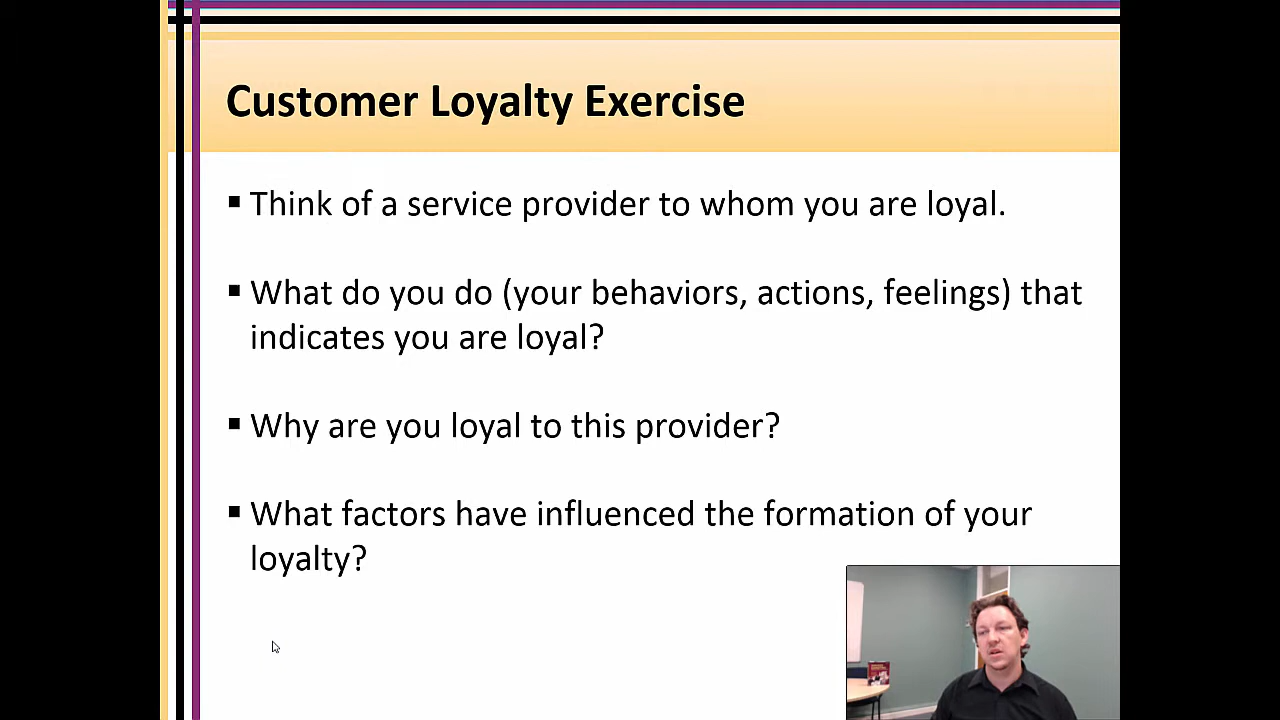 Customer Loyalty Exercise
▪ Think of a service provider to whom you are loyal.
▪ What do you do (your behaviors, actions, feelings) that
indicates you are loyal?
▪ Why are you loyal to this provider?
▪ What factors have influenced the formation of your
loyalty?